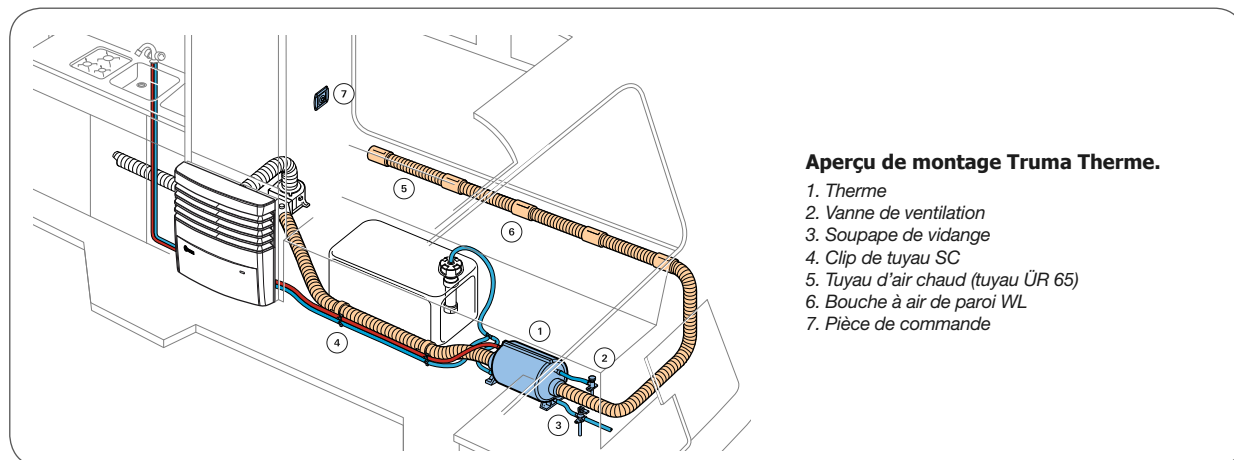 Aperçu de montage Truma Therme.
1. Therme
2. Vanne de ventilation
3. Soupape de vidange
4. Clip de tuyau SC
5. Tuyau d'air chaud (tuyau ÜR 65)
6. Bouche à air de paroi WL
7. Pièce de commande
7
5
6
1
4
2
3